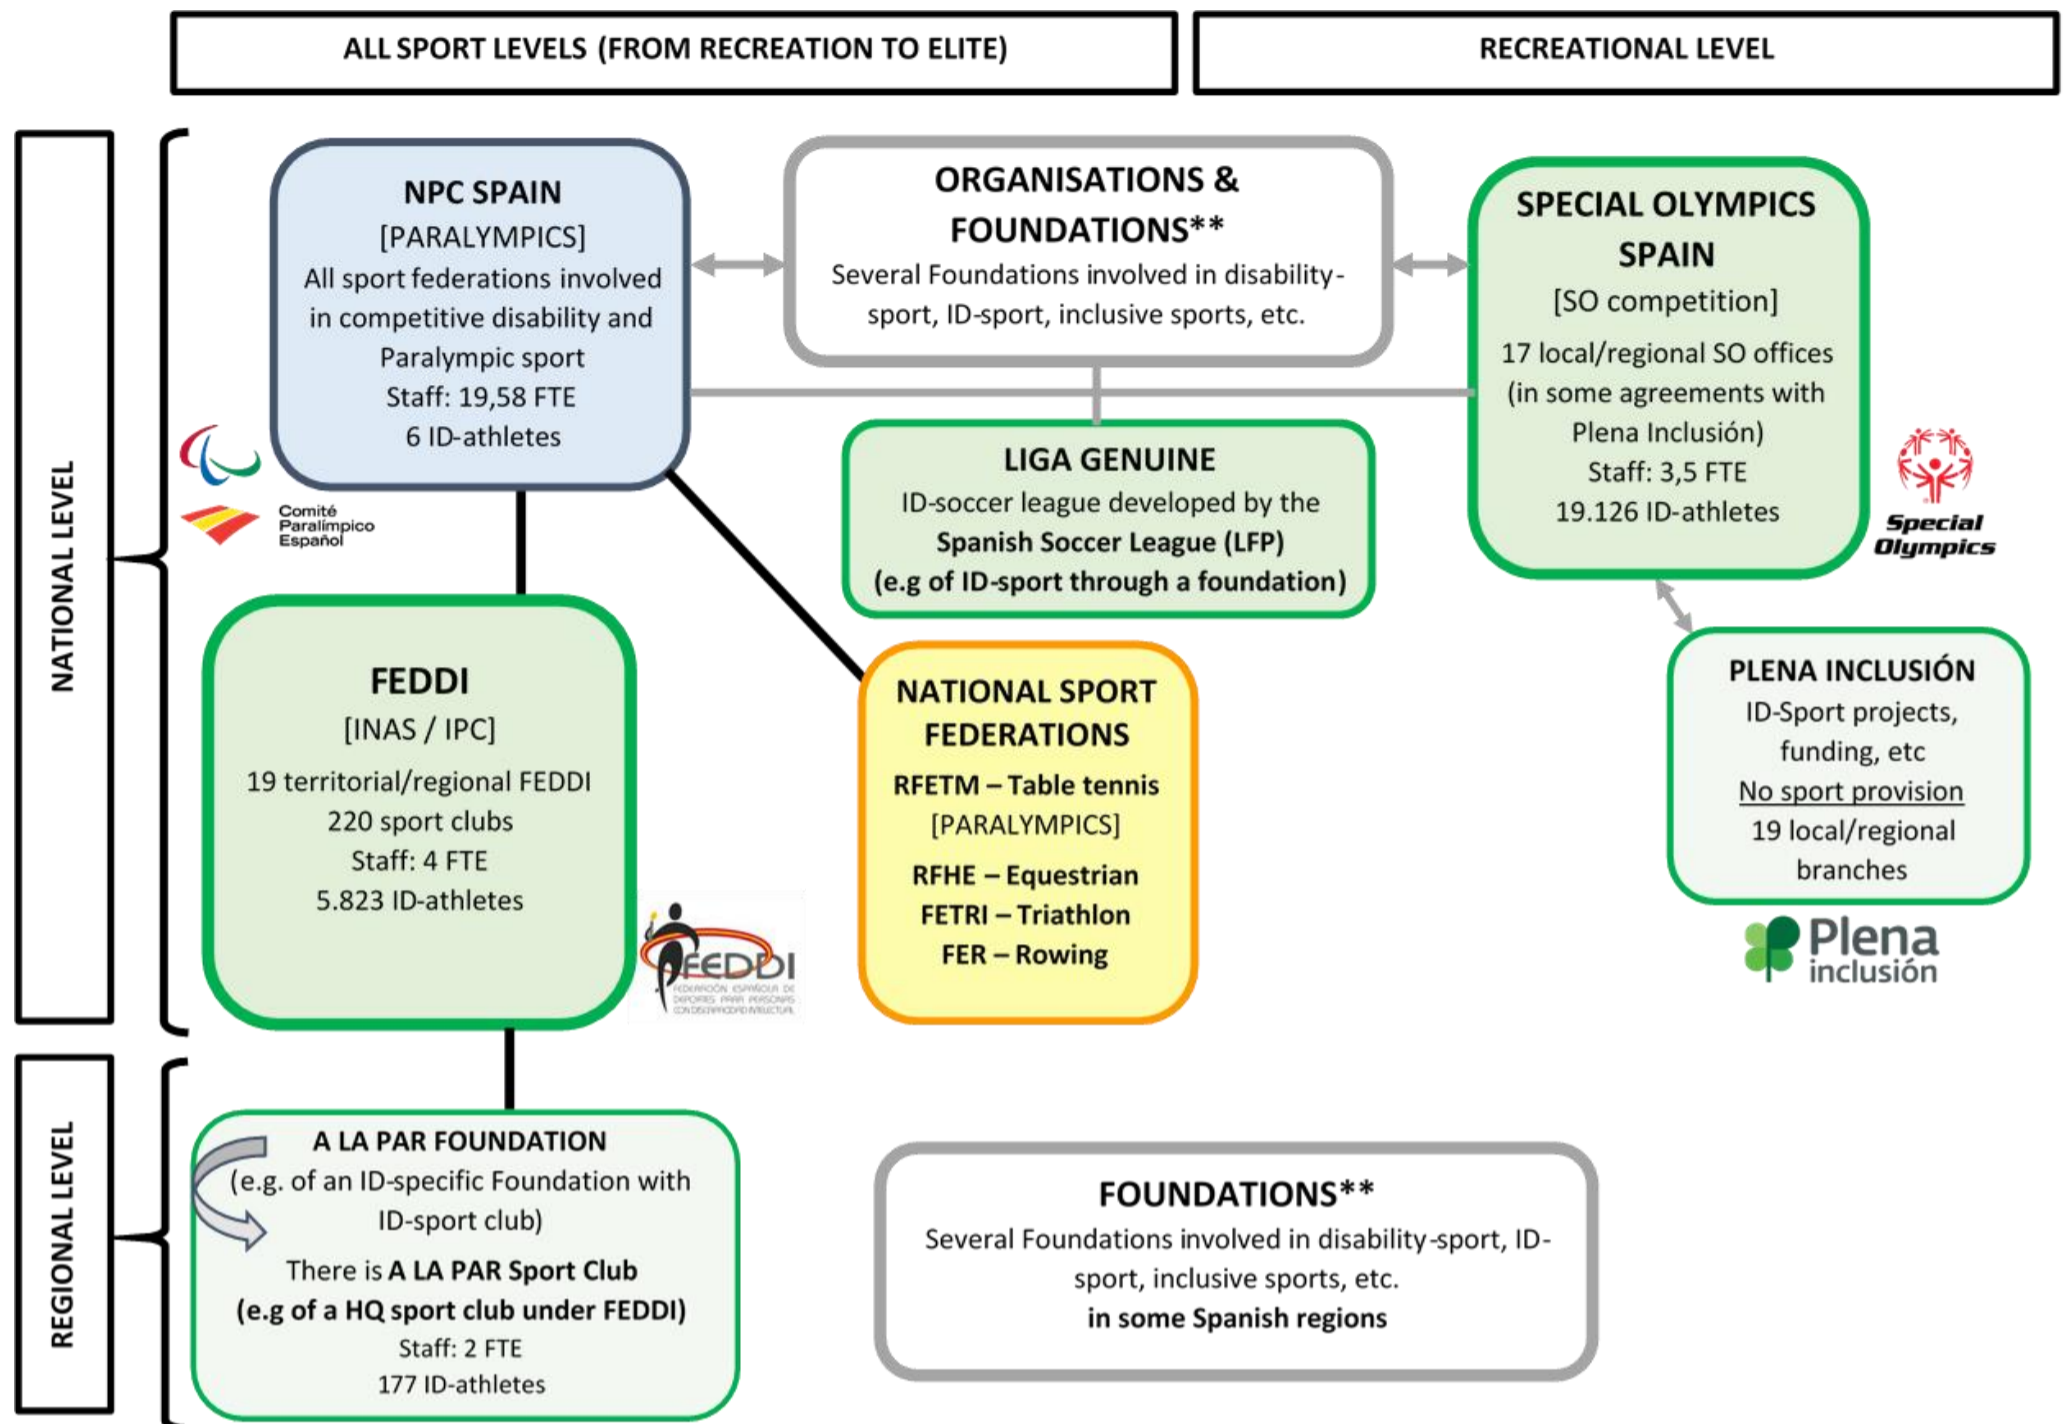 ALL SPORT LEVELS (FROM RECREATION TO ELITE)
RECREATIONAL LEVEL
NATIONAL LEVEL
NPC SPAIN
[PARALYMPICS]
All sport federations involved
in competitive disability and
Paralympic sport
Staff: 19,58 FTE
6 ID-athletes
Comité
Paralímpico
Español
ORGANISATIONS &
FOUNDATIONS**
Several Foundations involved in disability-
sport, ID-sport, inclusive sports, etc.
SPECIAL OLYMPICS
SPAIN
[SO competition]
17 local/regional SO offices
(in some agreements with
Plena Inclusión)
Staff: 3,5 FTE
19.126 ID-athletes
Special
Olympics
LIGA GENUINE
ID-soccer league developed by the
Spanish Soccer League (LFP)
(e.g of ID-sport through a foundation)
FEDDI
[INAS / IPC]
19 territorial/regional FEDDI
220 sport clubs
Staff: 4 FTE
5.823 ID-athletes
FEDDI
FEDERACIÓN ESPAÑOLA DE
DEPORTES PARA PERSONAS
CON DISCAPACIDAD INTELECTUAL
NATIONAL SPORT
FEDERATIONS
RFETM – Table tennis
[PARALYMPICS]
RFHE – Equestrian
FETRI – Triathlon
FER – Rowing
PLENA INCLUSIÓN
ID-Sport projects,
funding, etc
No sport provision
19 local/regional
branches
Plena
inclusión
REGIONAL LEVEL
A LA PAR FOUNDATION
(e.g. of an ID-specific Foundation with
ID-sport club)
There is A LA PAR Sport Club
(e.g of a HQ sport club under FEDDI)
Staff: 2 FTE
177 ID-athletes
FOUNDATIONS**
Several Foundations involved in disability-sport, ID-
sport, inclusive sports, etc.
in some Spanish regions